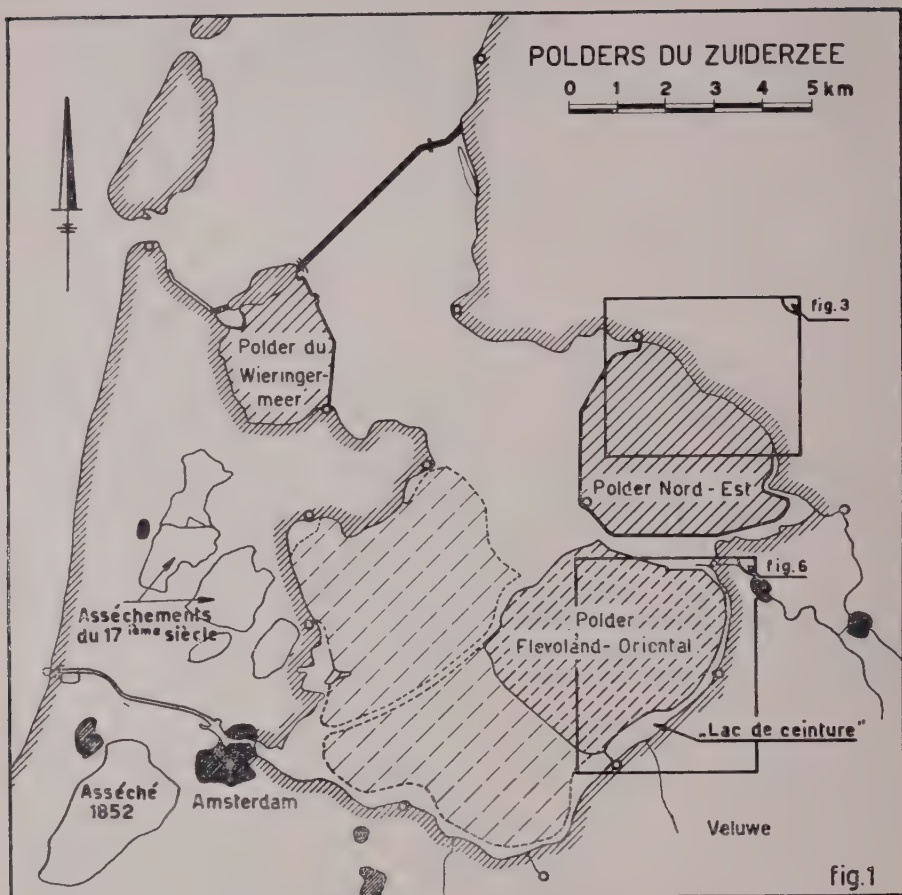 POLDERS DU ZUIDERZEE
0 1 2 3 4 5 km
fig.3
Polder du
Wieringer-
meer
Polder Nord-Est
fig.6
Asséchements
du 17 ième siècle
Polder
Flevoland-Oriental
„Lac de ceinture"
Asséché
1852
Amsterdam
Veluwe
Fig.1